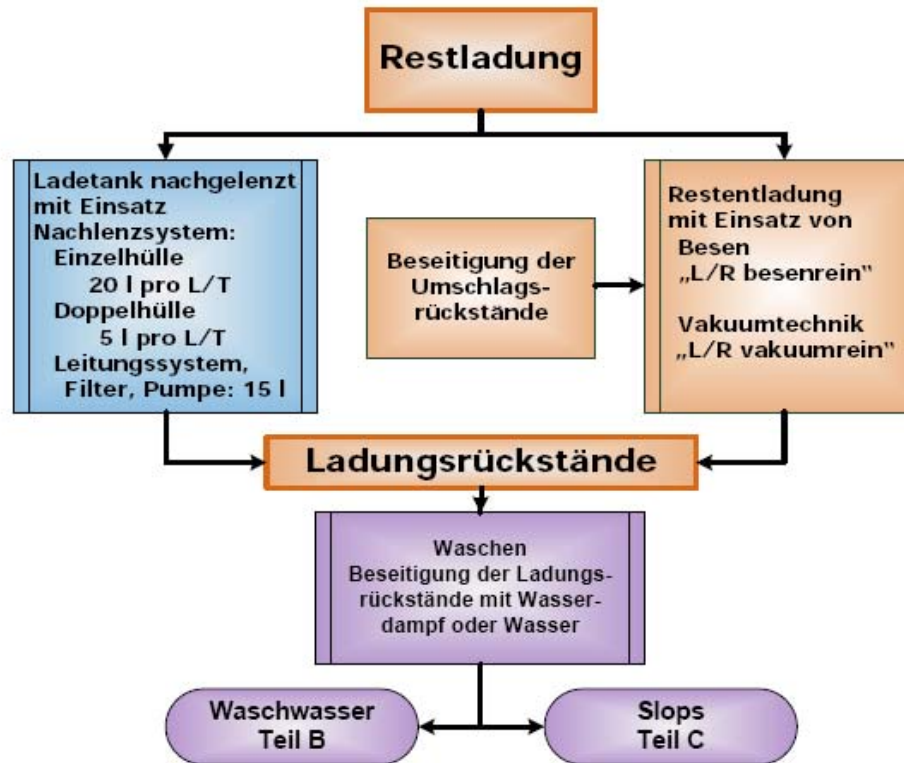 Restladung
Ladetank nachgelenzt
mit Einsatz
Nachlenzsystem:
Einzelhülle
20 l pro L/T
Doppelhülle
5 l pro L/T
Leitungssystem,
Filter, Pumpe: 15 l
Beseitigung der
Umschlags-
rückstände
Restentladung
mit Einsatz von
Besen
„L/R besenrein"
Vakuumtechnik
„L/R vakuumrein"
Ladungsrückstände
Waschen
Beseitigung der Ladungs-
rückstände mit Wasser-
dampf oder Wasser
Waschwasser
Teil B
Slops
Teil C